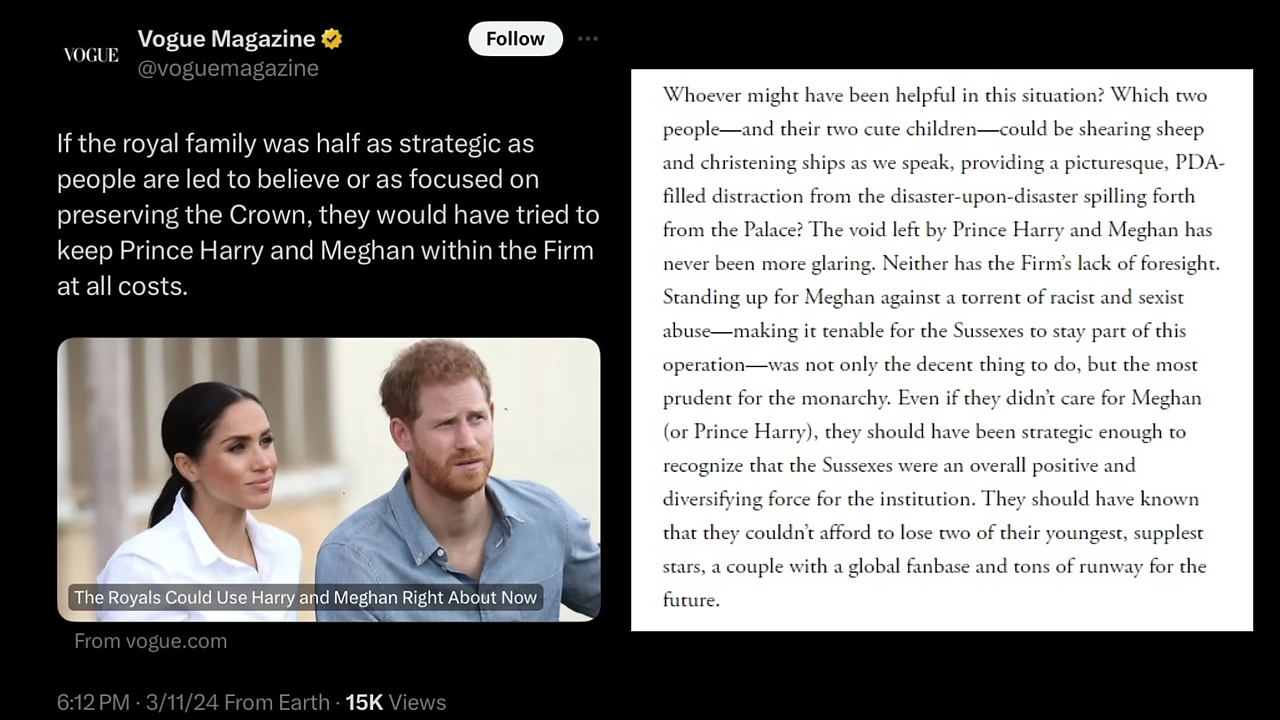 VOGUE
Vogue Magazine
@voguemagazine
Follow
If the royal family was half as strategic as
people are led to believe or as focused on
preserving the Crown, they would have tried to
keep Prince Harry and Meghan within the Firm
at all costs.
The Royals Could Use Harry and Meghan Right About Now
From vogue.com
6:12 PM · 3/11/24 From Earth · 15K Views
Whoever might have been helpful in this situation? Which two
people—and their two cute children—could be shearing sheep
and christening ships as we speak, providing a picturesque, PDA-
filled distraction from the disaster-upon-disaster spilling forth
from the Palace? The void left by Prince Harry and Meghan has
never been more glaring. Neither has the Firm’s lack of foresight.
Standing up for Meghan against a torrent of racist and sexist
abuse—making it tenable for the Sussexes to stay part of this
operation—was not only the decent thing to do, but the most
prudent for the monarchy. Even if they didn’t care for Meghan
(or Prince Harry), they should have been strategic enough to
recognize that the Sussexes were an overall positive and
diversifying force for the institution. They should have known
that they couldn’t afford to lose two of their youngest, supplest
stars, a couple with a global fanbase and tons of runway for the
future.